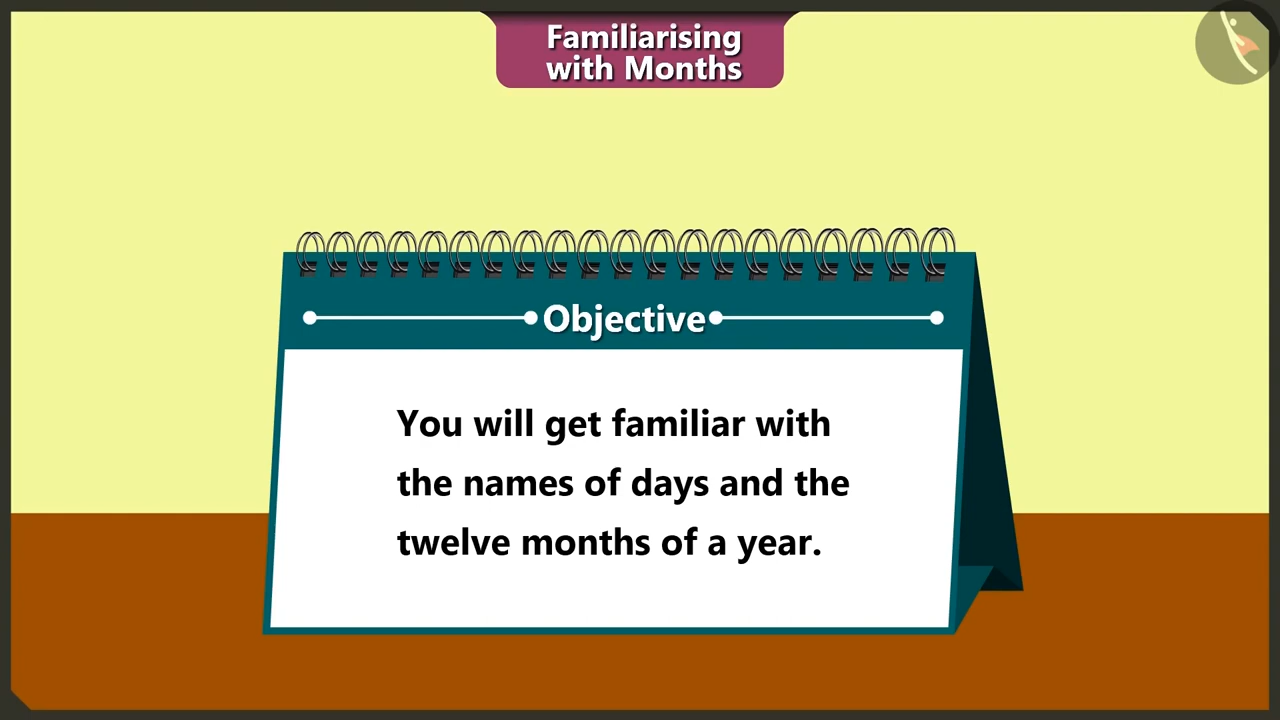 Familiarising
with Months
Objective
You will get familiar with
the names of days and the
twelve months of a year.